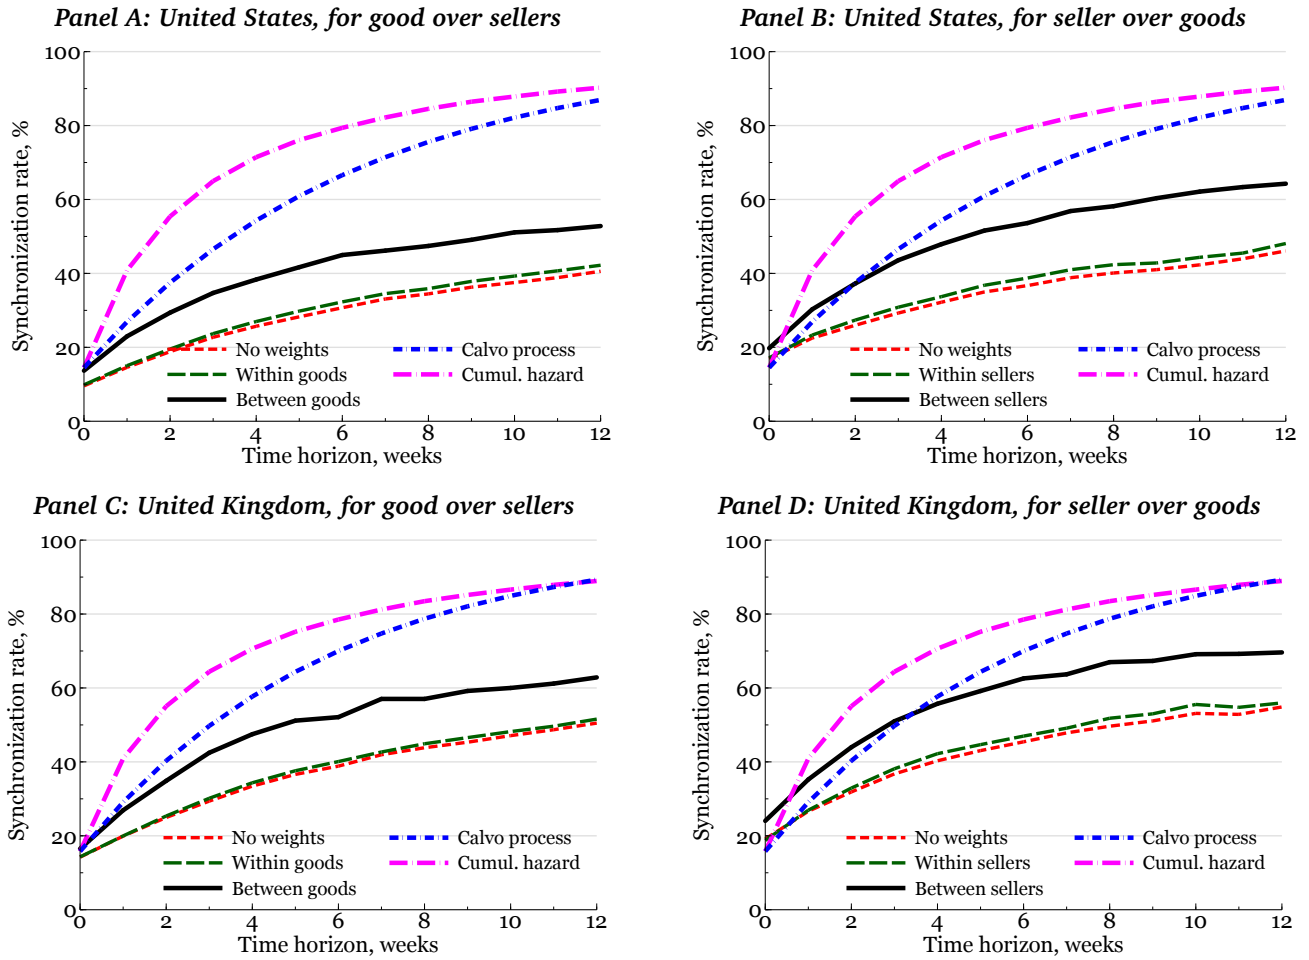 Panel A: United States, for good over sellers
Synchronization rate, %
100
80
60
40
20
0
No weights
Within goods
Between goods
Calvo process
Cumul. hazard
0 2 4 6 8 10 12
Time horizon, weeks
Panel B: United States, for seller over goods
Synchronization rate, %
100
80
60
40
20
0
No weights
Within sellers
Between sellers
Calvo process
Cumul. hazard
0 2 4 6 8 10 12
Time horizon, weeks
Panel C: United Kingdom, for good over sellers
Synchronization rate, %
100
80
60
40
20
0
No weights
Within goods
Between goods
Calvo process
Cumul. hazard
0 2 4 6 8 10 12
Time horizon, weeks
Panel D: United Kingdom, for seller over goods
Synchronization rate, %
100
80
60
40
20
0
No weights
Within sellers
Between sellers
Calvo process
Cumul. hazard
0 2 4 6 8 10 12
Time horizon, weeks